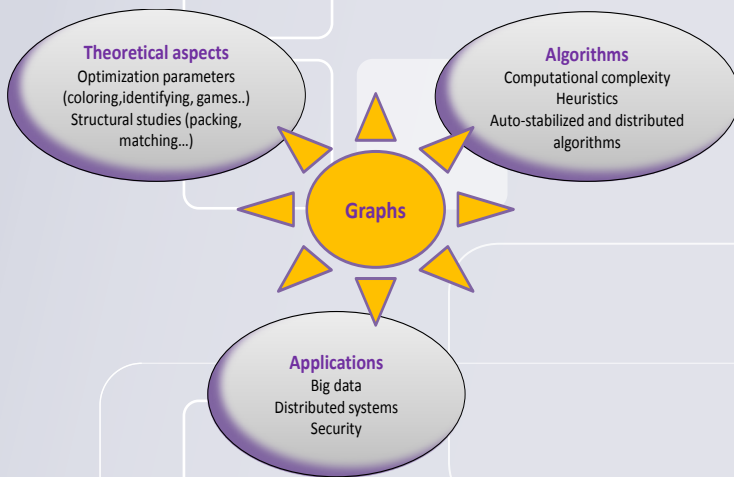 Theoretical aspects
Optimization parameters
(coloring,identifying, games..)
Structural studies (packing,
matching...)
Algorithms
Computational complexity
Heuristics
Auto-stabilized and distributed
algorithms
Graphs
Applications
Big data
Distributed systems
Security